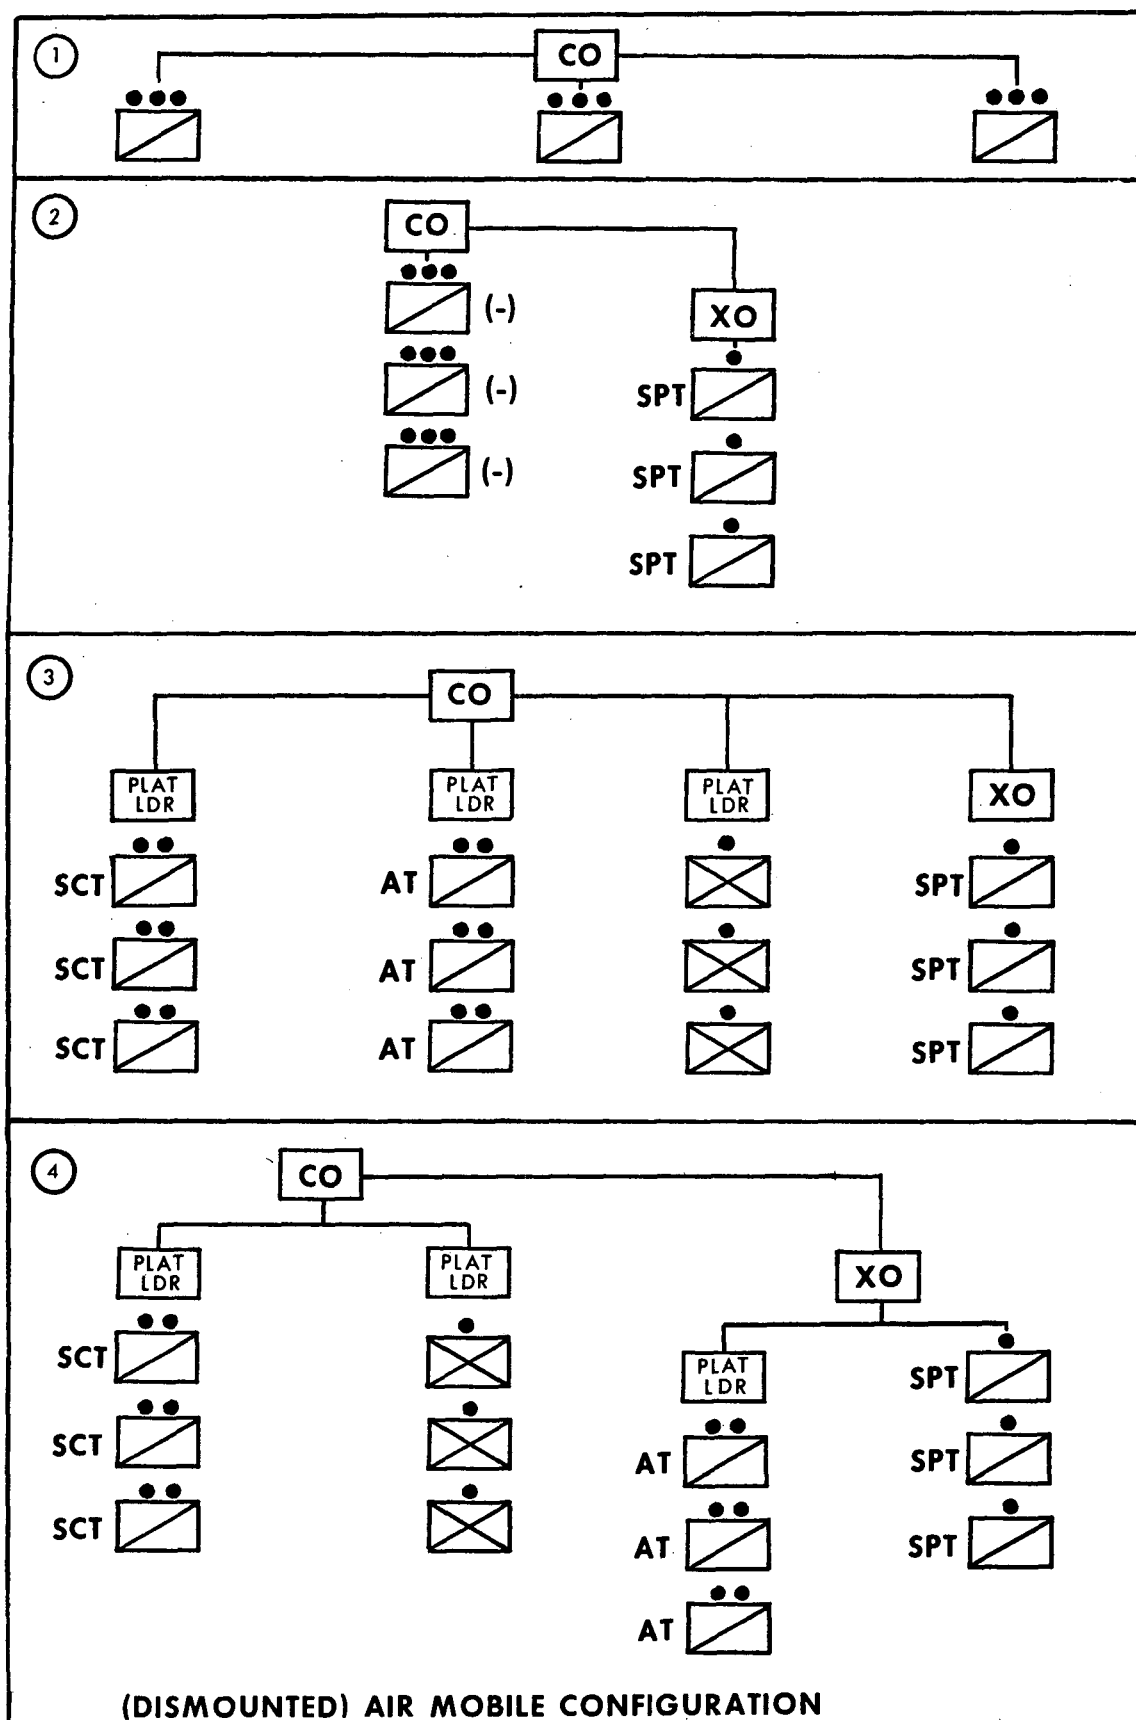 1
CO
2
CO
(-)
XO
(-)
SPT
(-)
SPT
SPT
3
CO
PLAT
LDR
PLAT
LDR
PLAT
LDR
XO
SCT
AT
SPT
SCT
AT
SPT
SCT
AT
SPT
4
CO
PLAT
LDR
PLAT
LDR
XO
SCT
PLAT
LDR
SPT
SCT
AT
SPT
SCT
AT
SPT
AT
(DISMOUNTED) AIR MOBILE CONFIGURATION